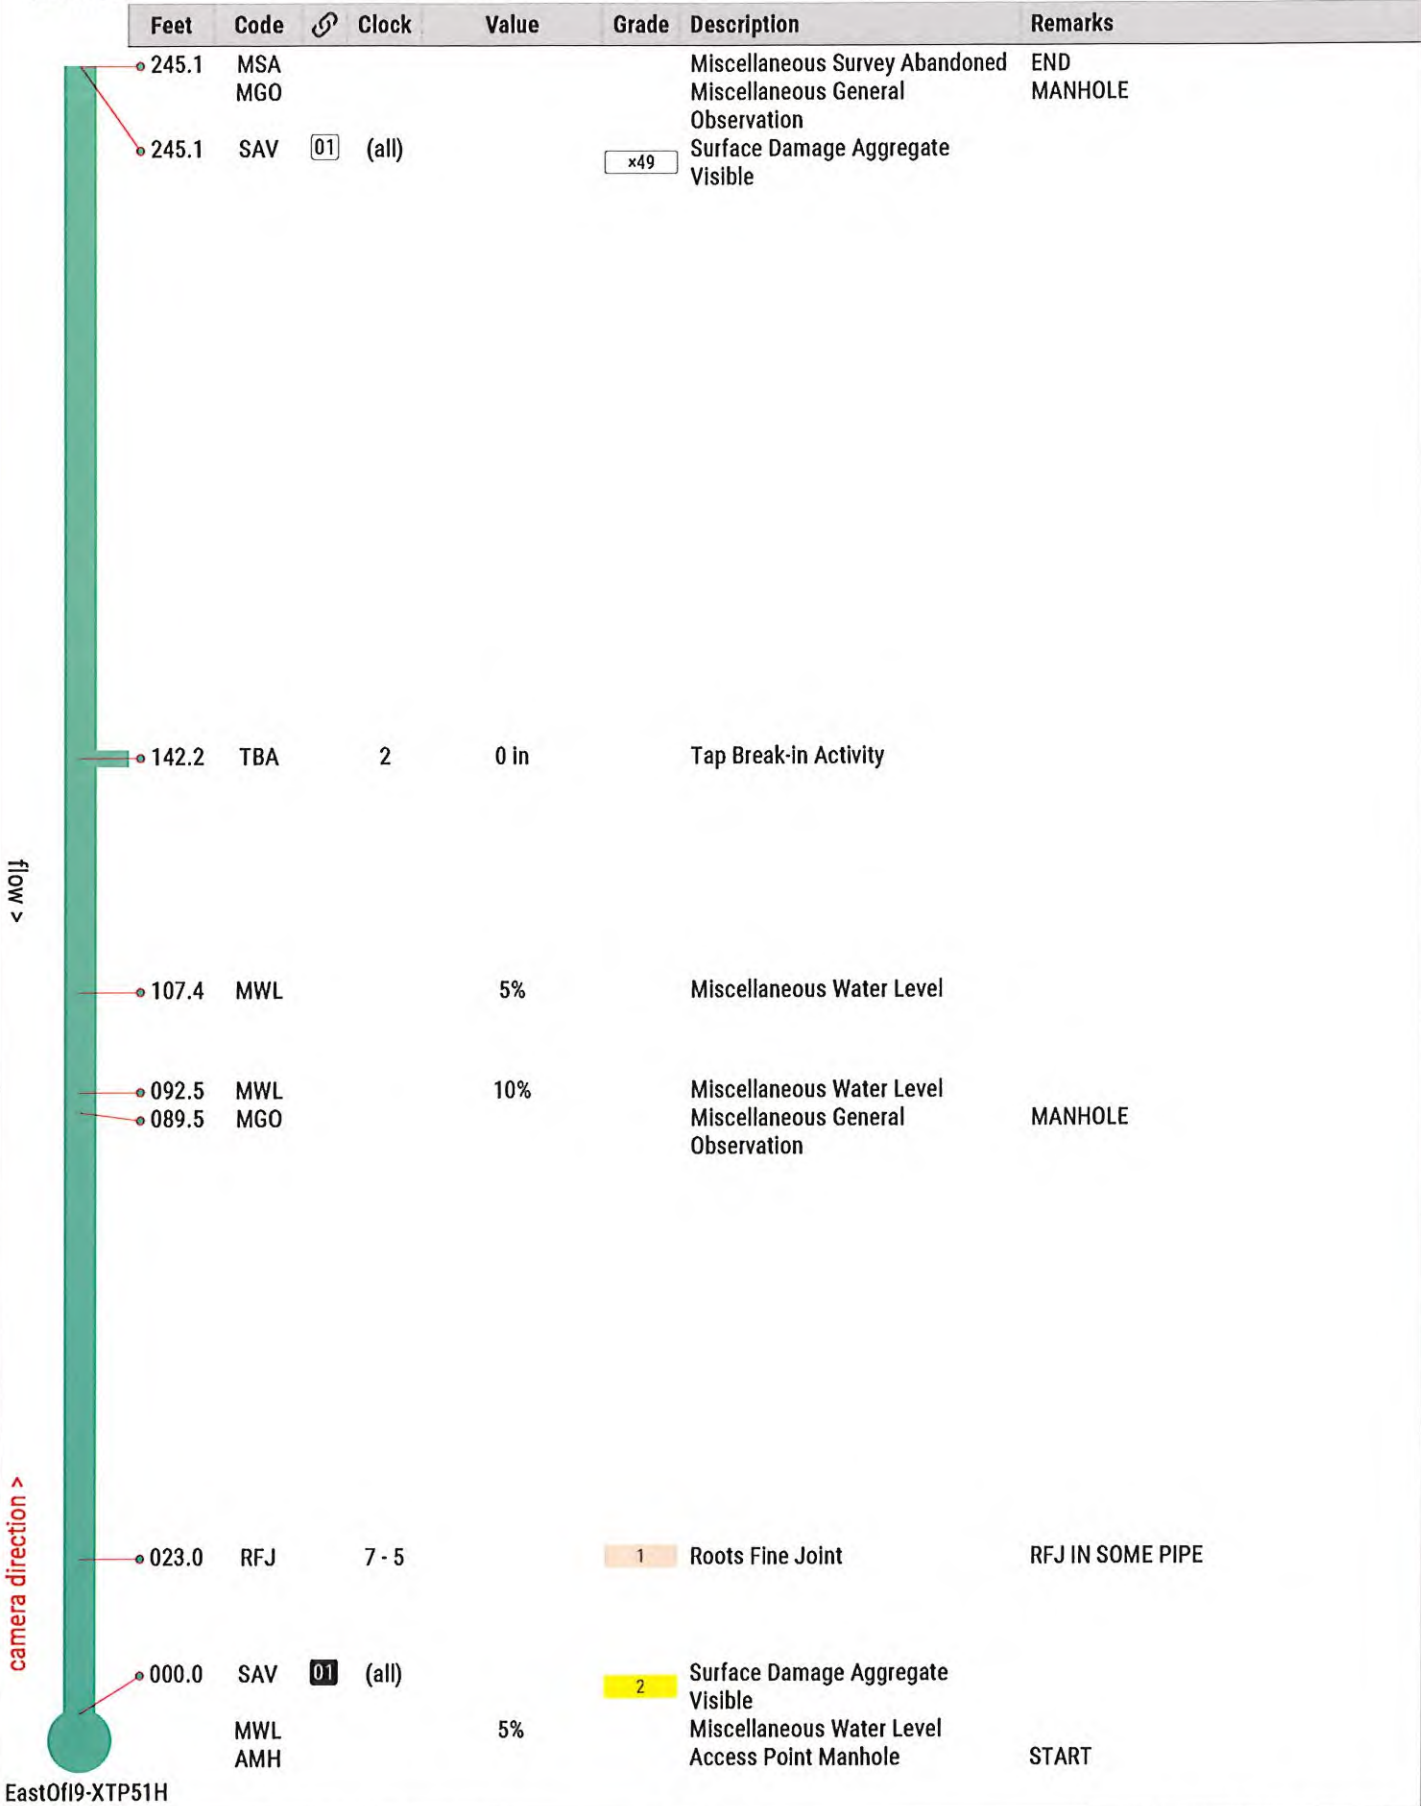 Feet Code Clock Value Grade Description Remarks
245.1 MSA Miscellaneous Survey Abandoned END
MGO Miscellaneous General MANHOLE
Observation
245.1 SAV 01 (all) x49 Surface Damage Aggregate
Visible
142.2 TBA 2 0 in Tap Break-in Activity
flow >
107.4 MWL 5% Miscellaneous Water Level
092.5 MWL 10% Miscellaneous Water Level
089.5 MGO Miscellaneous General MANHOLE
Observation
camera direction >
023.0 RFJ 7 - 5 1 Roots Fine Joint RFJ IN SOME PIPE
000.0 SAV 01 (all) 2 Surface Damage Aggregate
Visible
MWL 5% Miscellaneous Water Level
AMH Access Point Manhole START
EastOfI9-XTP51H